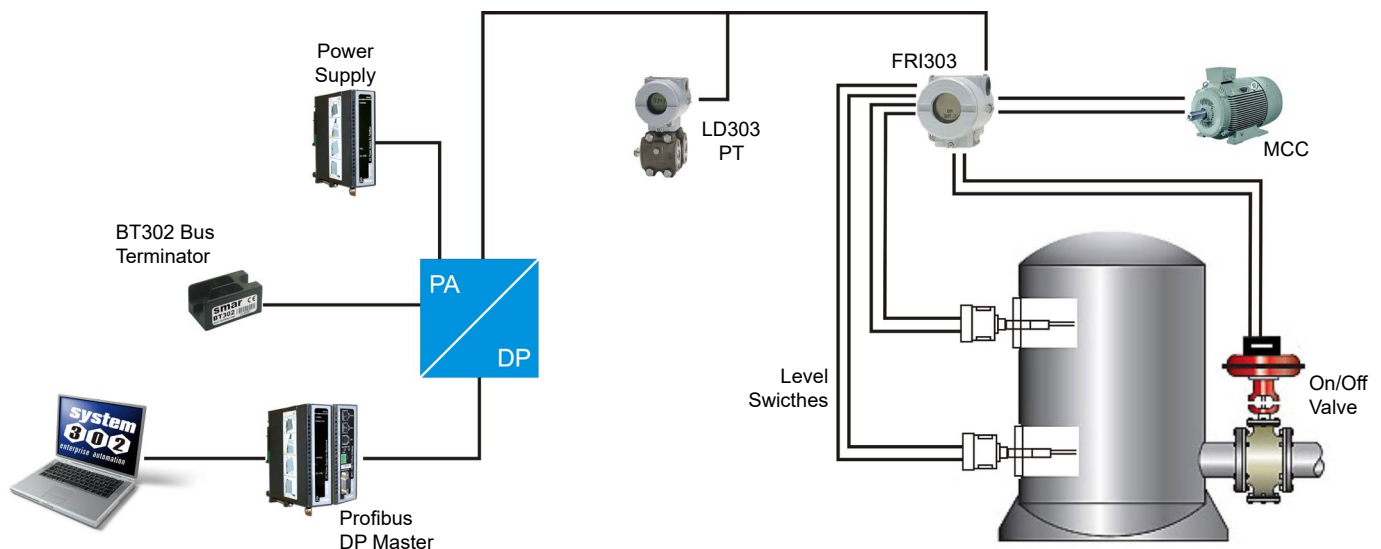 Power
Supply
FRI303
LD303
PT
MCC
BT302 Bus
Terminator
smar CE
BT302
PA
DP
Level
Swicthes
On/Off
Valve
system
302
enterprise automation
Profibus
DP Master